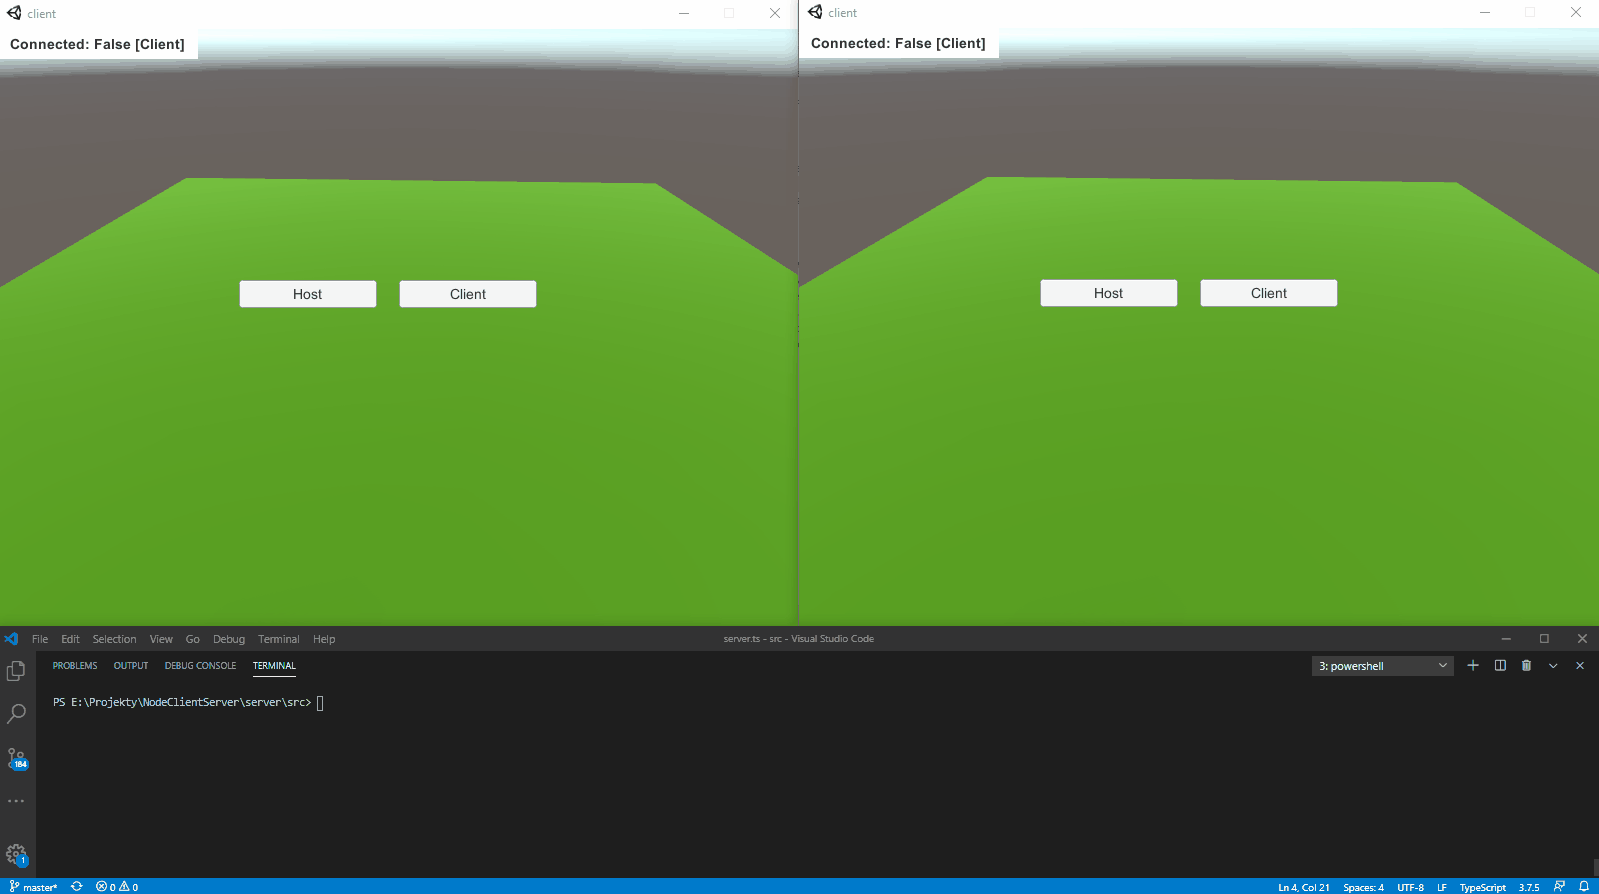 client
Connected: False [Client]
Host
Client
client
Connected: False [Client]
Host
Client
File Edit Selection View Go Debug Terminal Help
server.ts - src - Visual Studio Code
PROBLEMS OUTPUT DEBUG CONSOLE TERMINAL
3: powershell
PS E:\Projekty\NodeClientServer\server\src>
184
1
master* 0 0
Ln 4, Col 21 Spaces: 4 UTF-8 LF TypeScript 3.7.5